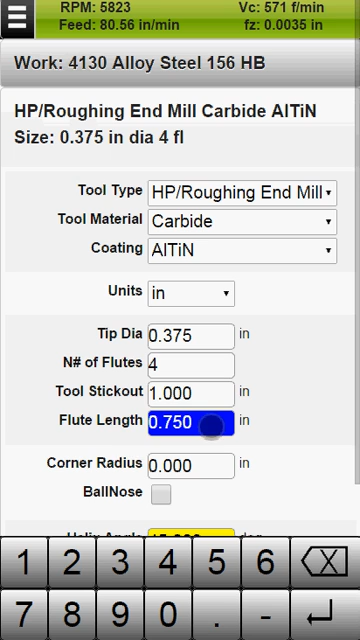 RPM: 5823 Vc: 571 f/min
Feed: 80.56 in/min fz: 0.0035 in
Work: 4130 Alloy Steel 156 HB
HP/Roughing End Mill Carbide AlTiN
Size: 0.375 in dia 4 fl
Tool Type HP/Roughing End Mill
Tool Material Carbide
Coating AlTiN
Units in
Tip Dia 0.375 in
N# of Flutes 4
Tool Stickout 1.000 in
Flute Length 0.750 in
Corner Radius 0.000 in
BallNose
Helix Angle deg
1 2 3 4 5 6
7 8 9 0 . -